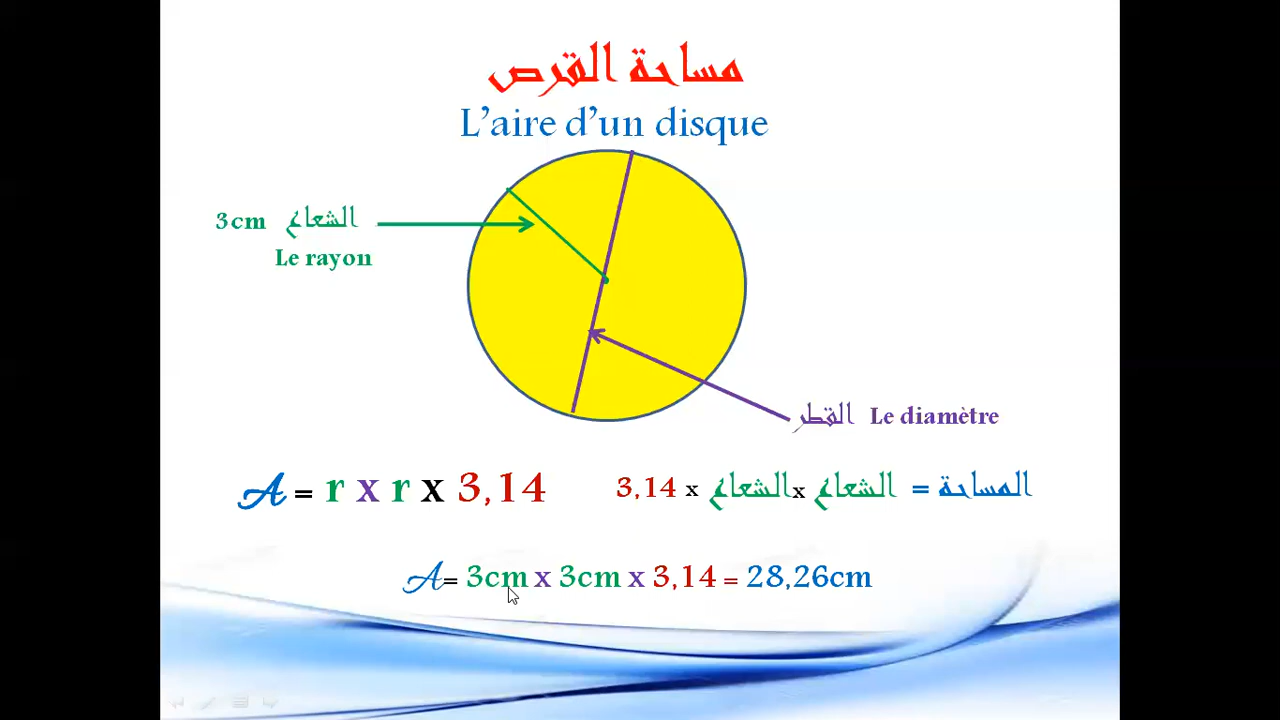 مساحة القرص
L'aire d'un disque
3cm الشعاع
Le rayon
القطر Le diamètre
A = r x r x 3,14
المساحة = الشعاع x الشعاع x 3,14
A= 3cm x 3cm x 3,14 = 28,26cm